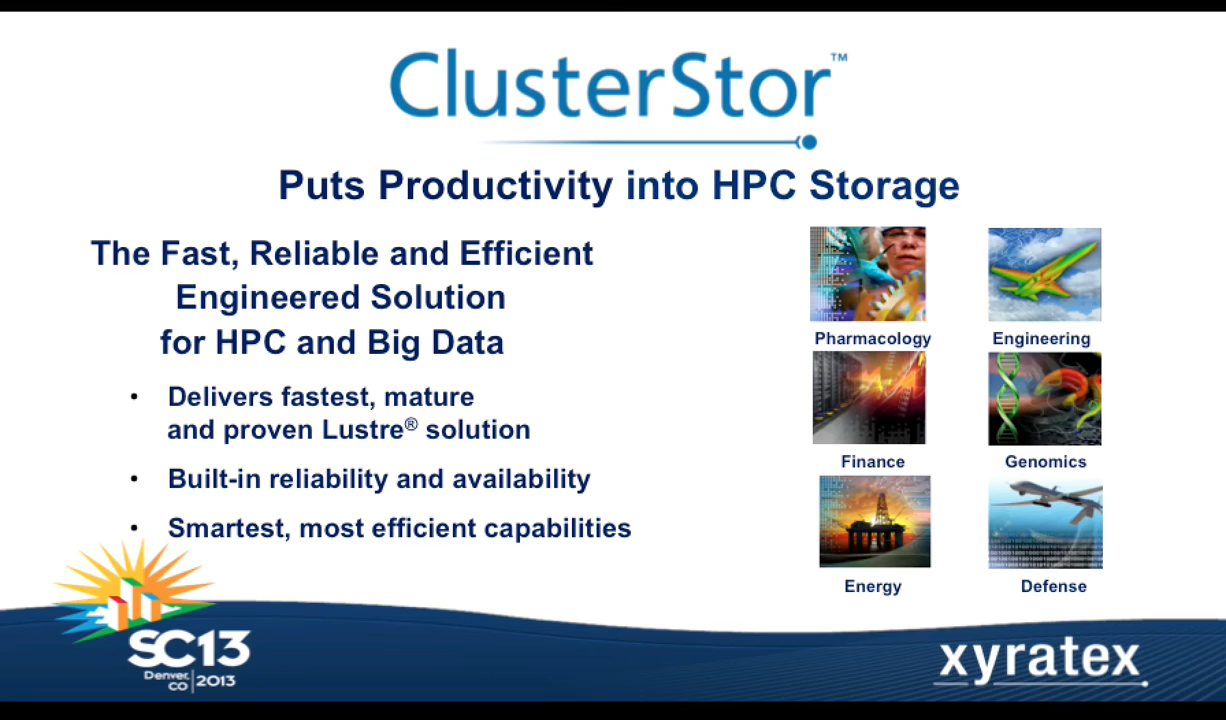 ClusterStor™
Puts Productivity into HPC Storage
The Fast, Reliable and Efficient
Engineered Solution
for HPC and Big Data
• Delivers fastest, mature
and proven Lustre® solution
• Built-in reliability and availability
• Smartest, most efficient capabilities
Pharmacology
Engineering
Finance
Genomics
Energy
Defense
SC13
Denver,
CO | 2013
xyratex